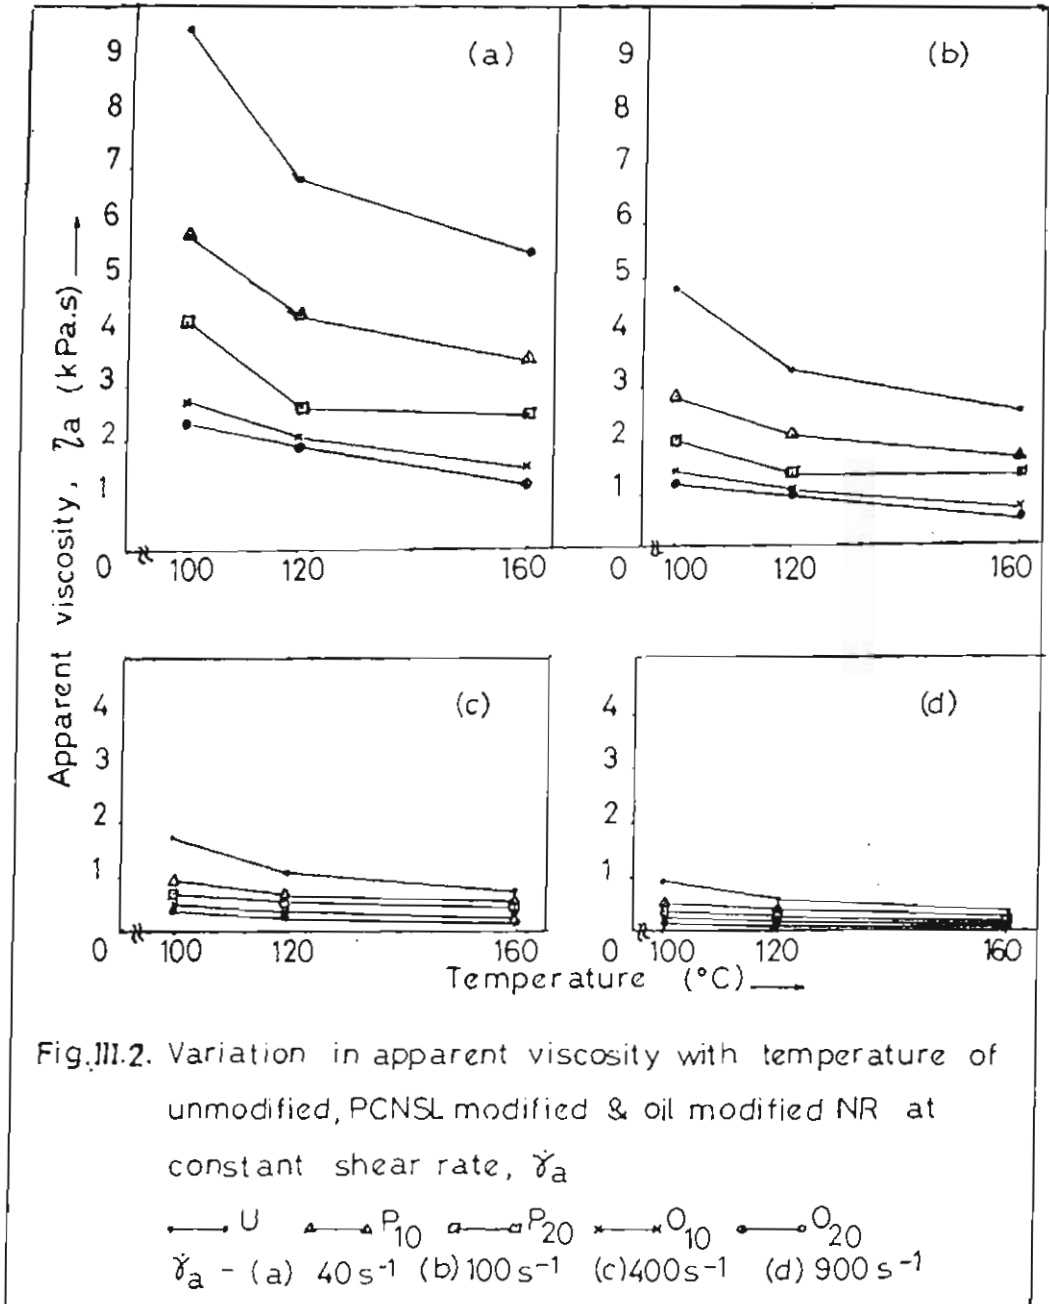 (a)
9
8
7
6
5
4
3
2
1
0
100 120 160
(b)
9
8
7
6
5
4
3
2
1
0
100 120 160
Apparent viscosity, ηa (kPa.s)
(c)
4
3
2
1
0
100 120 160
(d)
4
3
2
1
0
100 120 160
Temperature (°C)
Fig.III.2. Variation in apparent viscosity with temperature of
unmodified, PCNSL modified & oil modified NR at
constant shear rate, γ̇a
U P10 P20 O10 O20
γ̇a - (a) 40 s-1 (b) 100 s-1 (c) 400 s-1 (d) 900 s-1